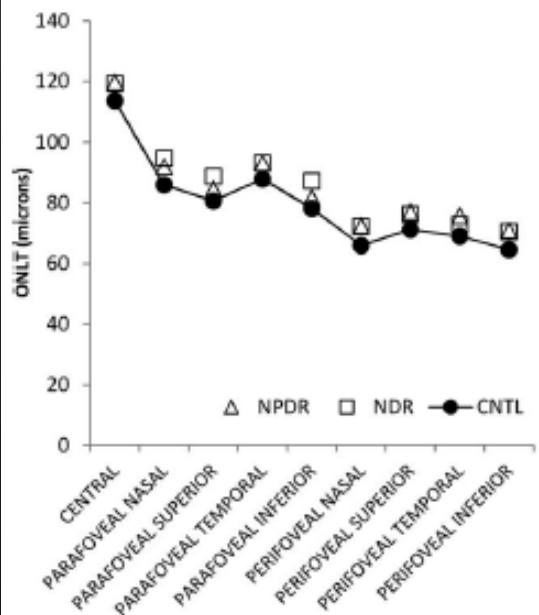 140
120
100
80
60
40
20
0
ONLT (microns)
NPDR NDR CNTL
CENTRAL
PARAFOVEAL NASAL
PARAFOVEAL SUPERIOR
PARAFOVEAL TEMPORAL
PARAFOVEAL INFERIOR
PERIFOVEAL NASAL
PERIFOVEAL SUPERIOR
PERIFOVEAL TEMPORAL
PERIFOVEAL INFERIOR